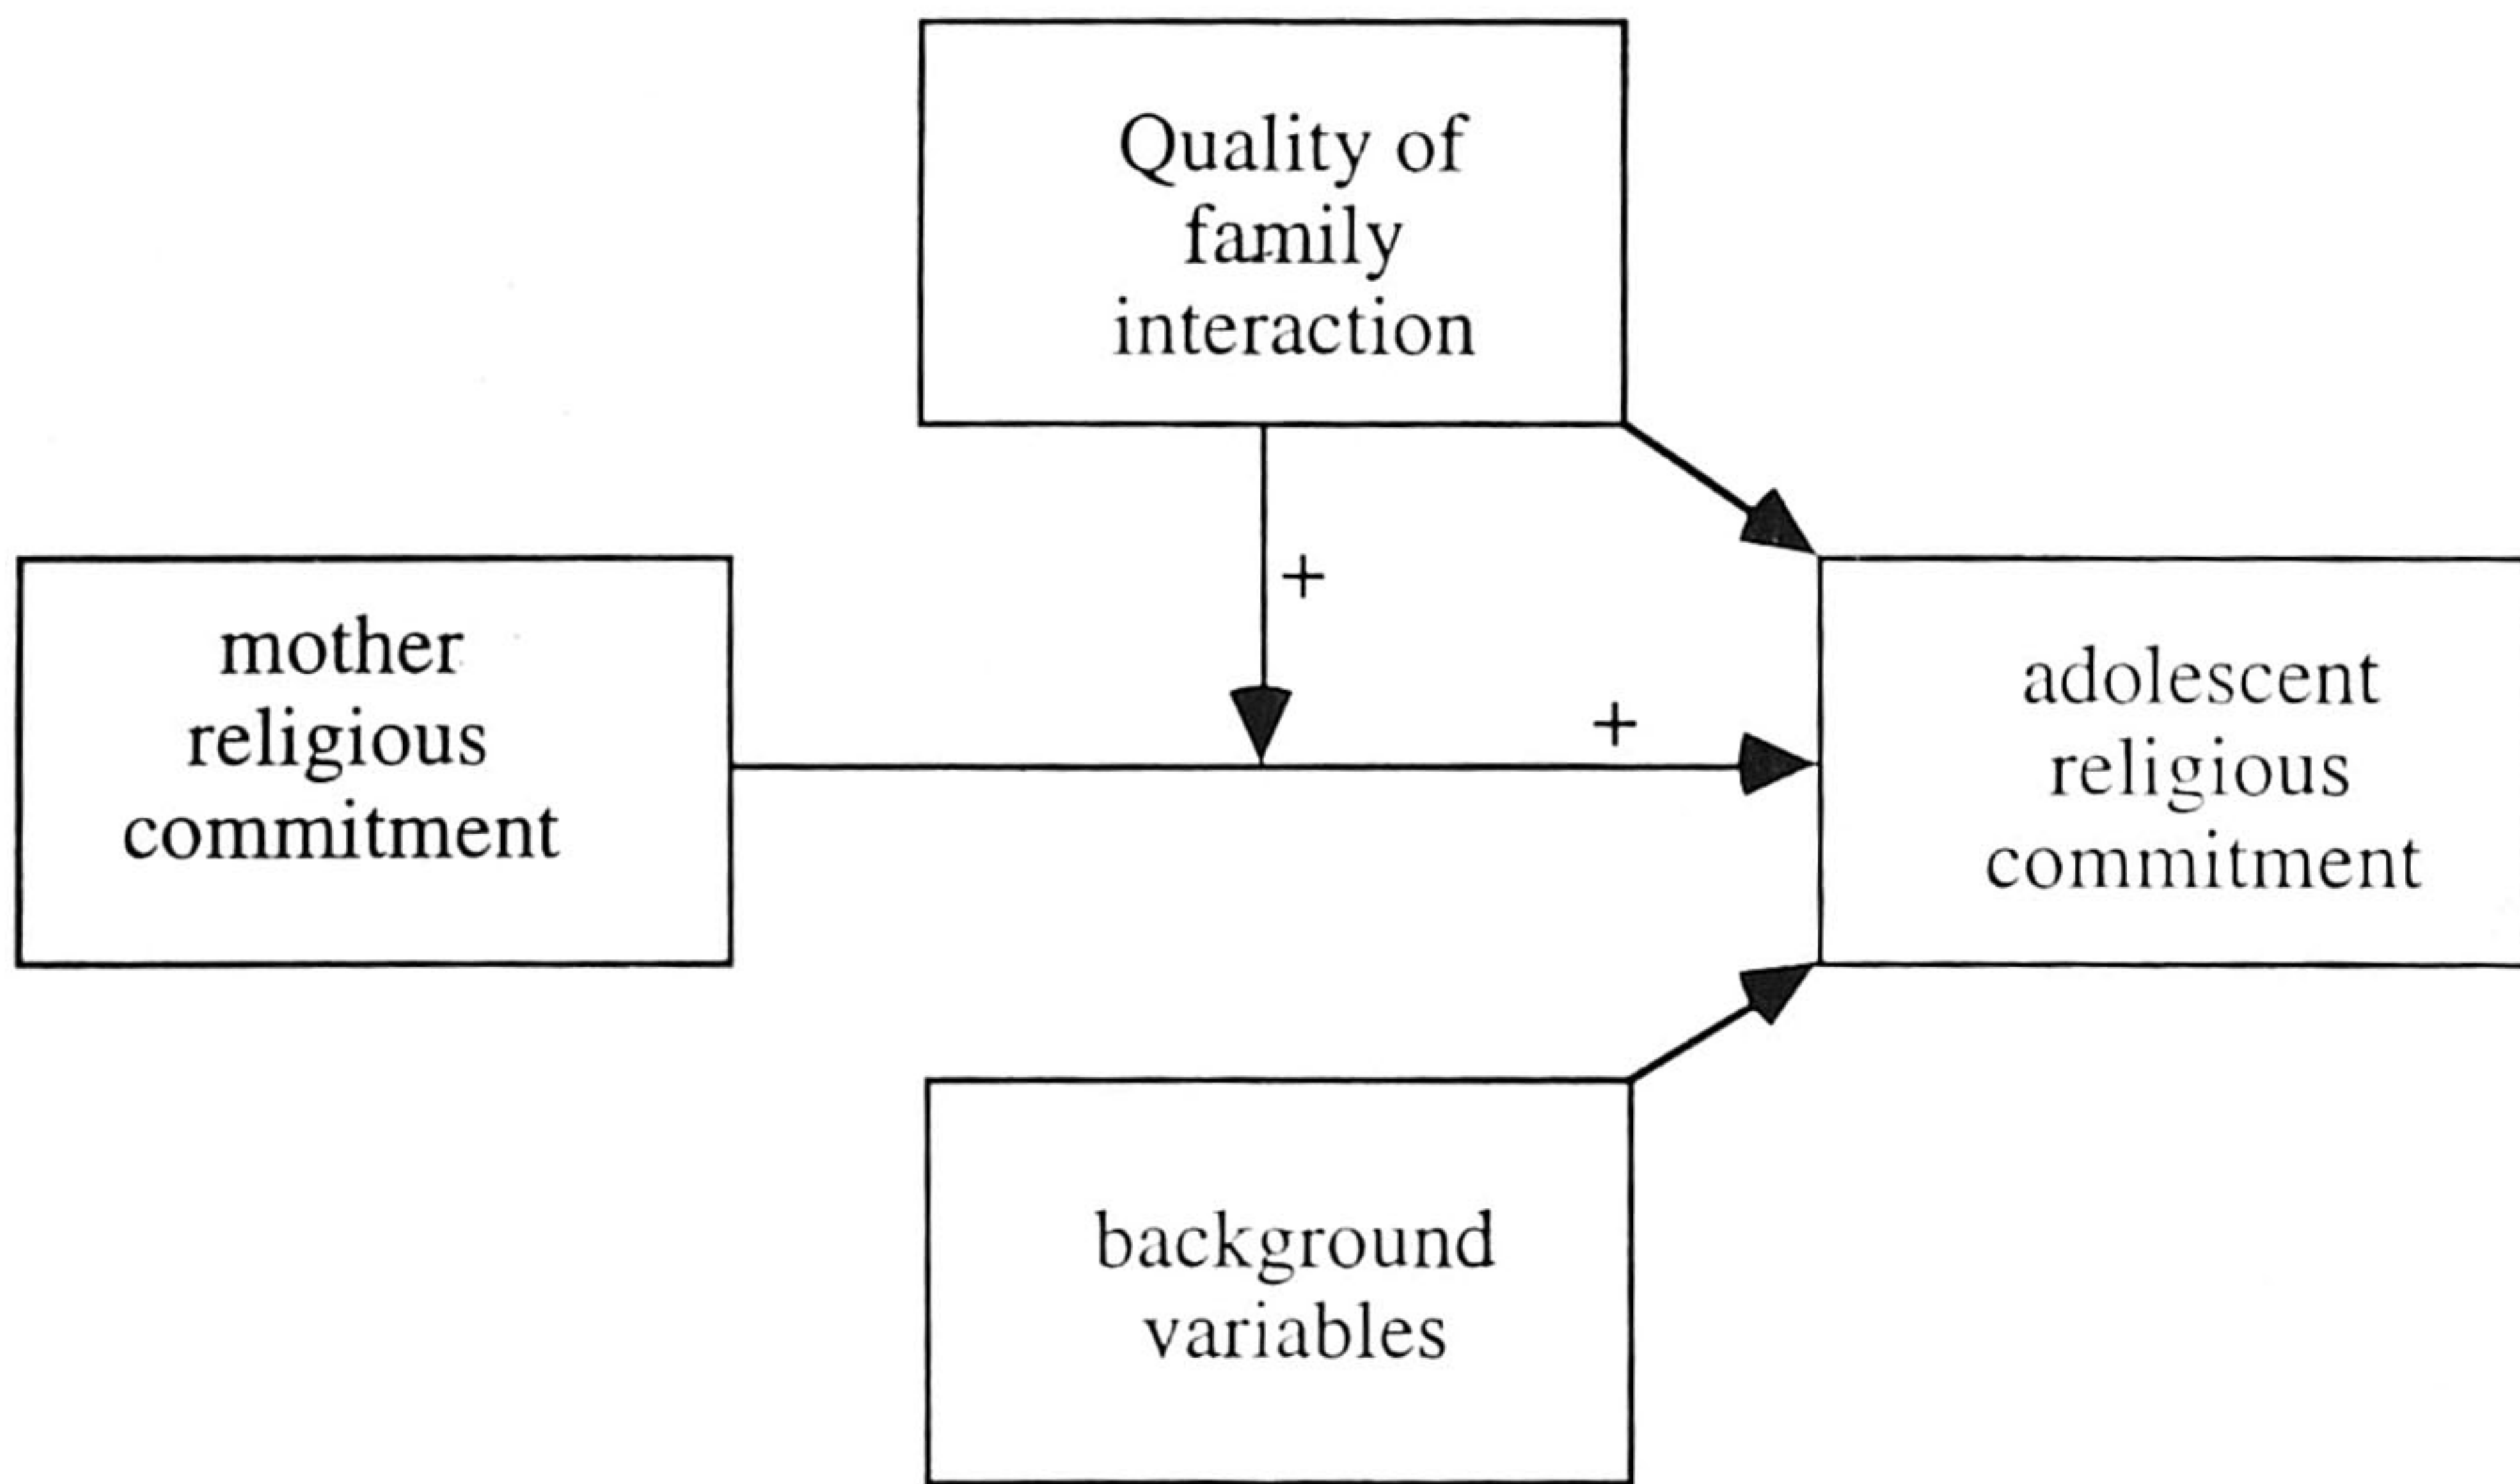 Quality of
family
interaction
+
mother
religious
commitment
+
adolescent
religious
commitment
background
variables